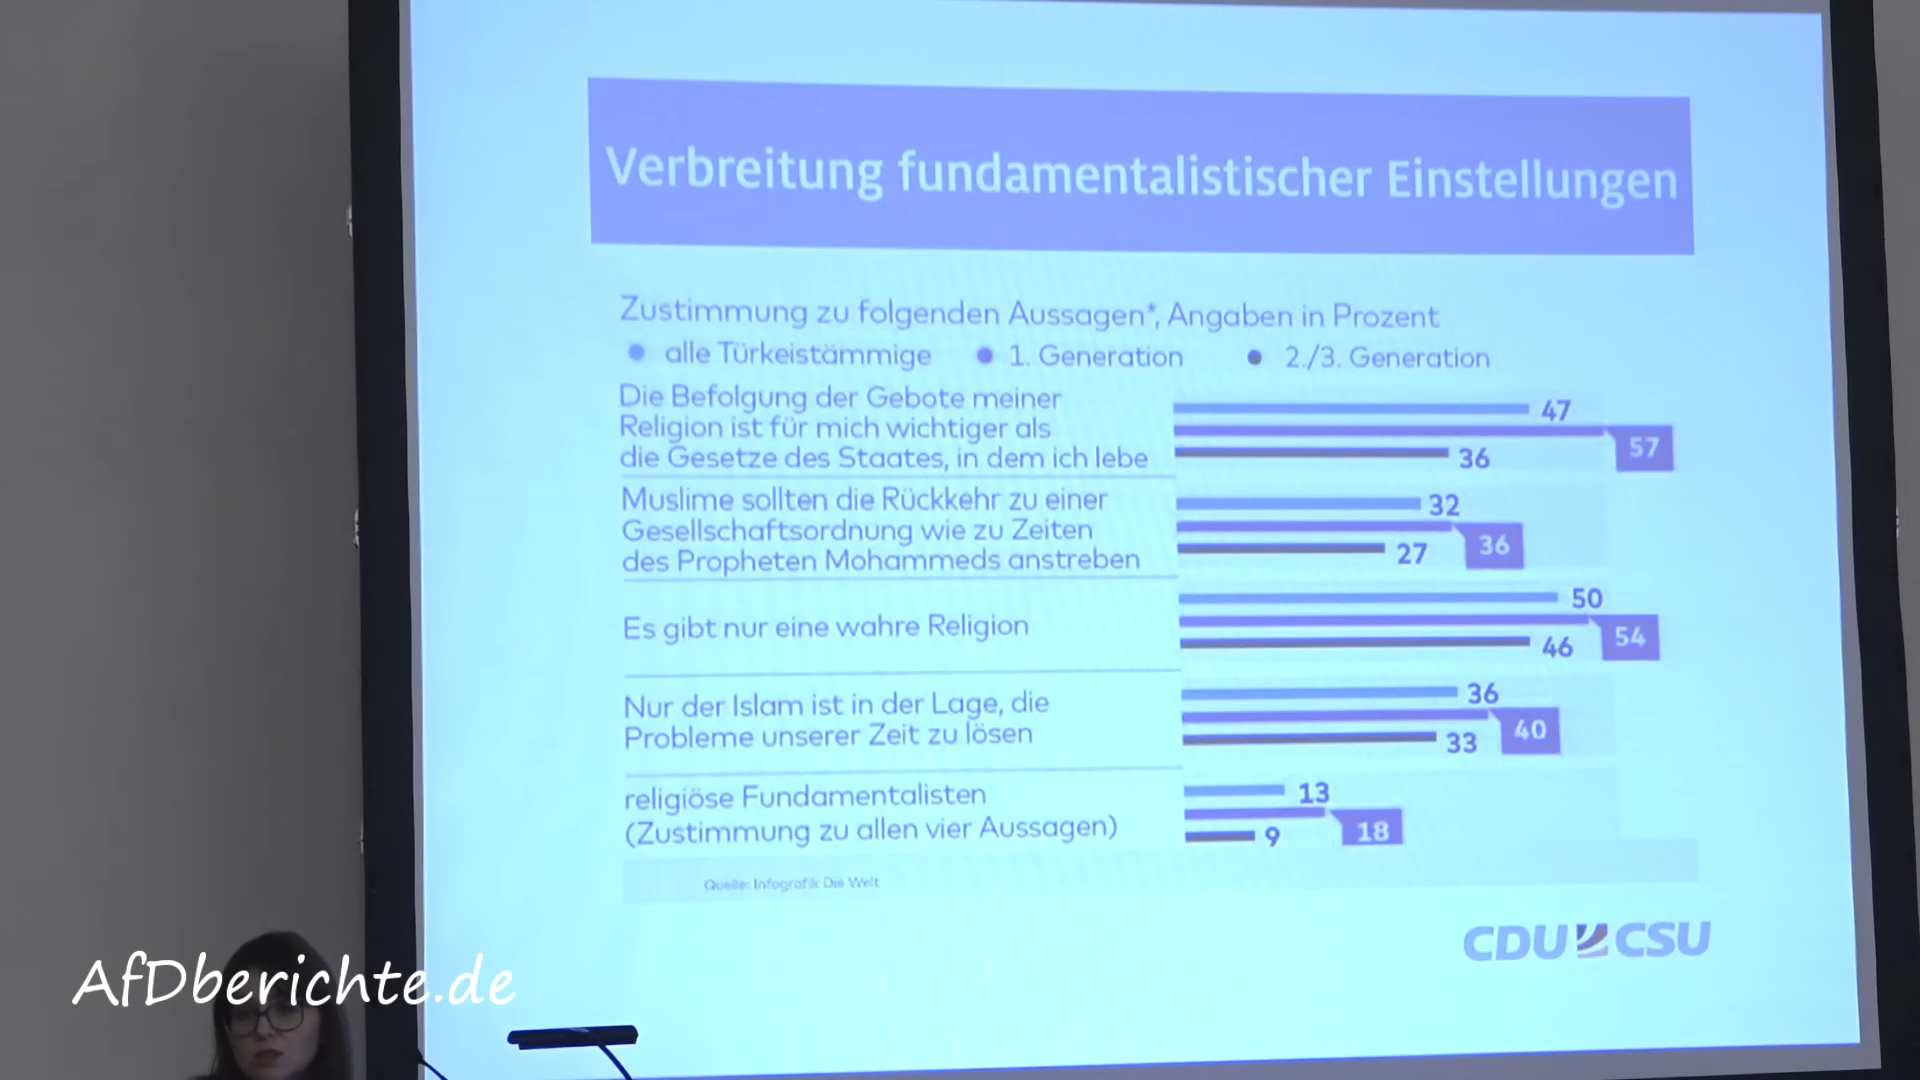 Verbreitung fundamentalistischer Einstellungen
Zustimmung zu folgenden Aussagen*, Angaben in Prozent
alle Türkeistämmige 1. Generation 2./3. Generation
Die Befolgung der Gebote meiner
Religion ist für mich wichtiger als
die Gesetze des Staates, in dem ich lebe
47
57
36
Muslime sollten die Rückkehr zu einer
Gesellschaftsordnung wie zu Zeiten
des Propheten Mohammeds anstreben
32
36
27
Es gibt nur eine wahre Religion
50
54
46
Nur der Islam ist in der Lage, die
Probleme unserer Zeit zu lösen
36
40
33
religiöse Fundamentalisten
(Zustimmung zu allen vier Aussagen)
13
18
9
Quelle: Infografik Die Welt
CDU CSU
AfDberichte.de